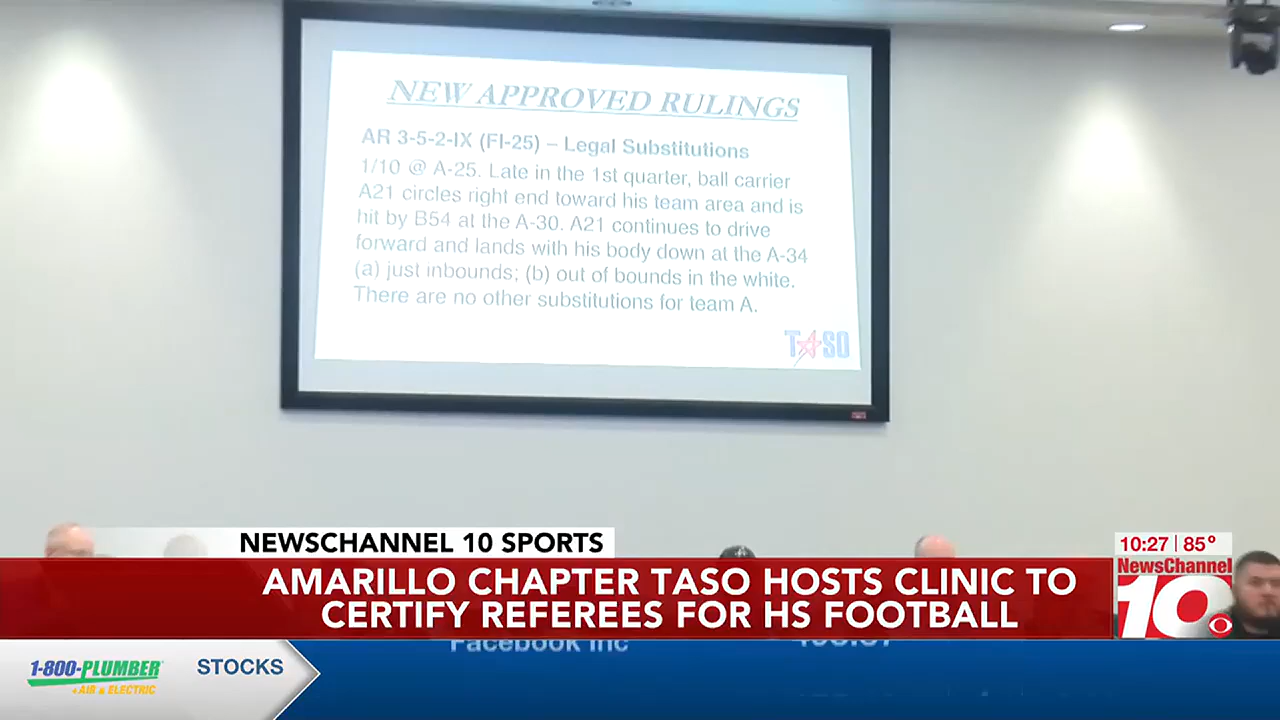 NEW APPROVED RULINGS
AR 3-5-2-IX (FI-25) – Legal Substitutions
1/10 @ A-25. Late in the 1st quarter, ball carrier
A21 circles right end toward his team area and is
hit by B54 at the A-30. A21 continues to drive
forward and lands with his body down at the A-34
(a) just inbounds; (b) out of bounds in the white.
There are no other substitutions for team A.
TASO
NEWSCHANNEL 10 SPORTS
AMARILLO CHAPTER TASO HOSTS CLINIC TO
CERTIFY REFEREES FOR HS FOOTBALL
10:27 | 85°
NewsChannel
10
1-800-PLUMBER
+AIR & ELECTRIC
STOCKS
Facebook Inc